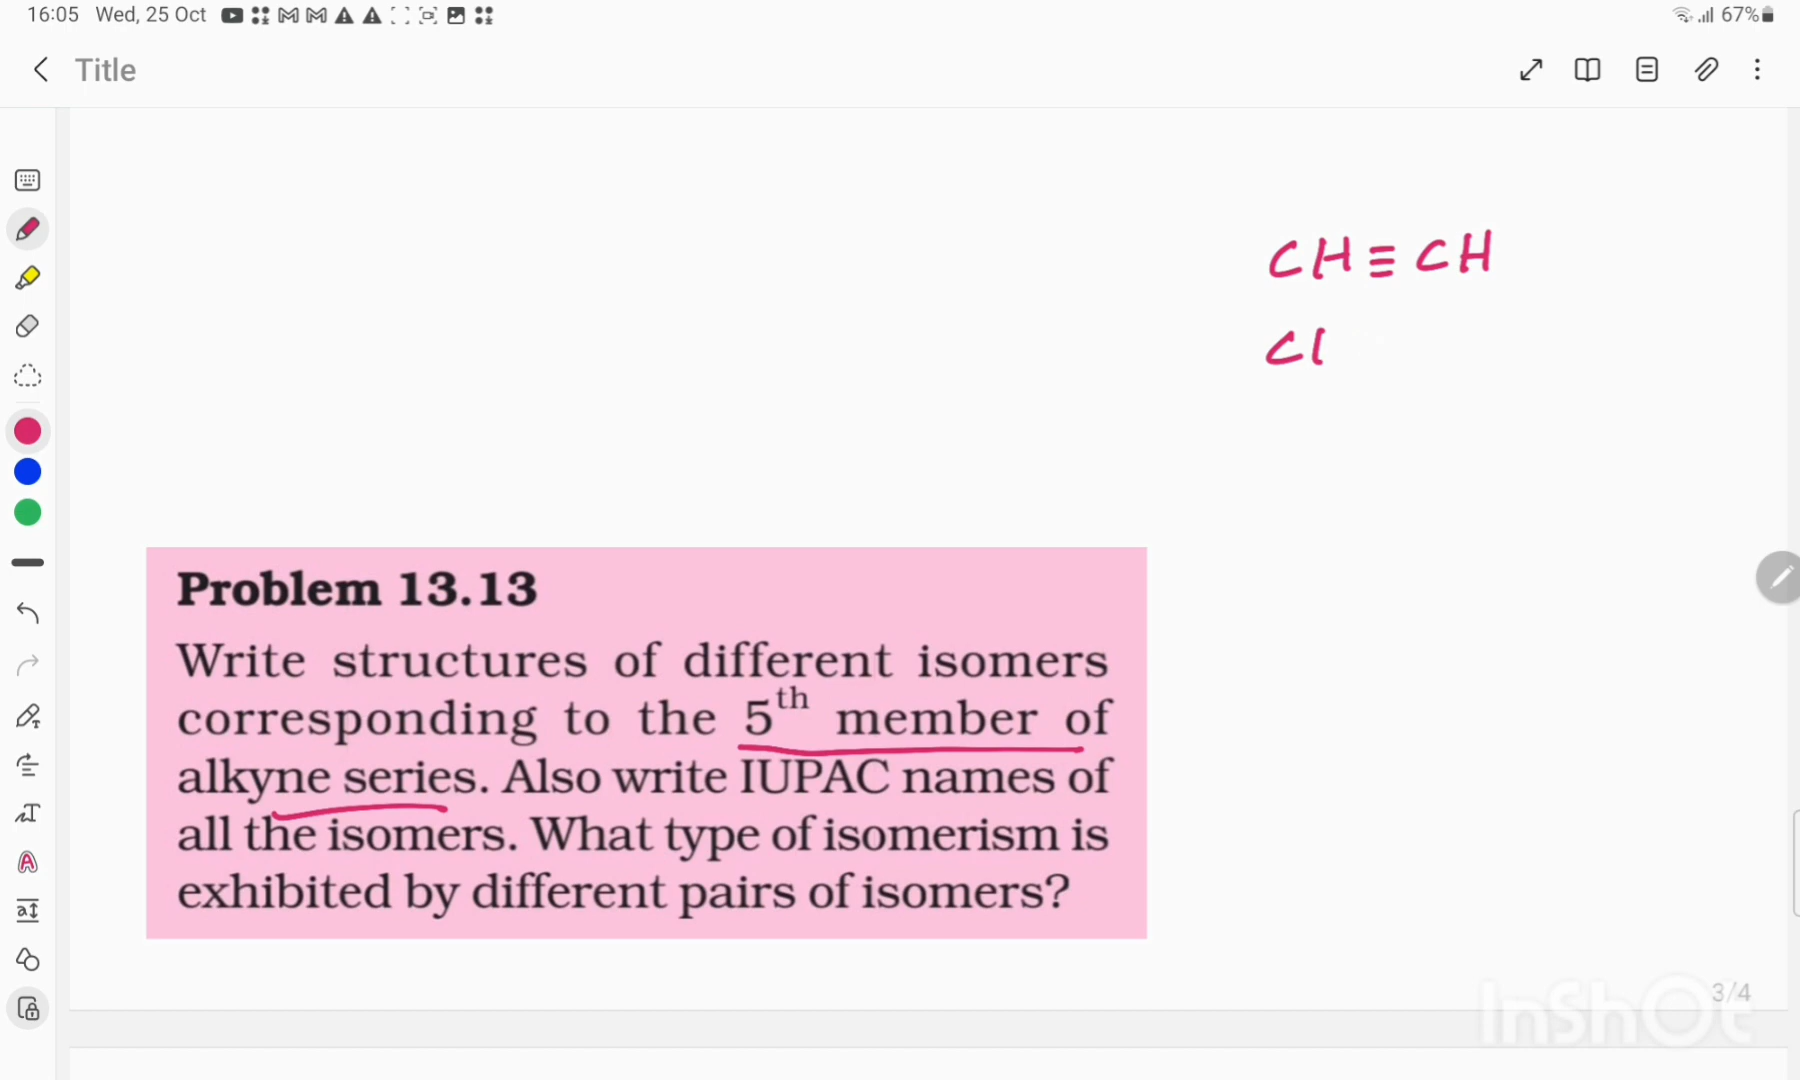 16:05 Wed, 25 Oct
67%
Title
CH≡CH
Cl
Problem 13.13
Write structures of different isomers
corresponding to the 5th member of
alkyne series. Also write IUPAC names of
all the isomers. What type of isomerism is
exhibited by different pairs of isomers?
3/4
InShOt